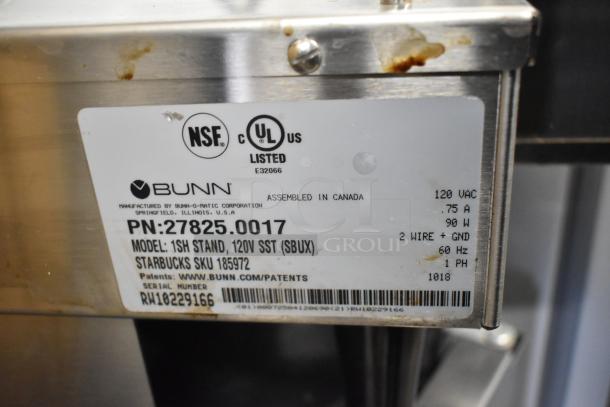 NSF.
C UL US
LISTED
E32066
BUNN
ASSEMBLED IN CANADA
MANUFACTURED BY BUNN-O-MATIC CORPORATION
SPRINGFIELD, ILLINOIS, U.S.A
PN:27825.0017
MODEL: 1SH STAND, 120V SST (SBUX)
STARBUCKS SKU 185972
Patents: WWW.BUNN.COM/PATENTS
SERIAL NUMBER
RW10229166
120 VAC
.75 A
90 W
2 WIRE + GND
60 Hz
1 PH
1018
GROUP